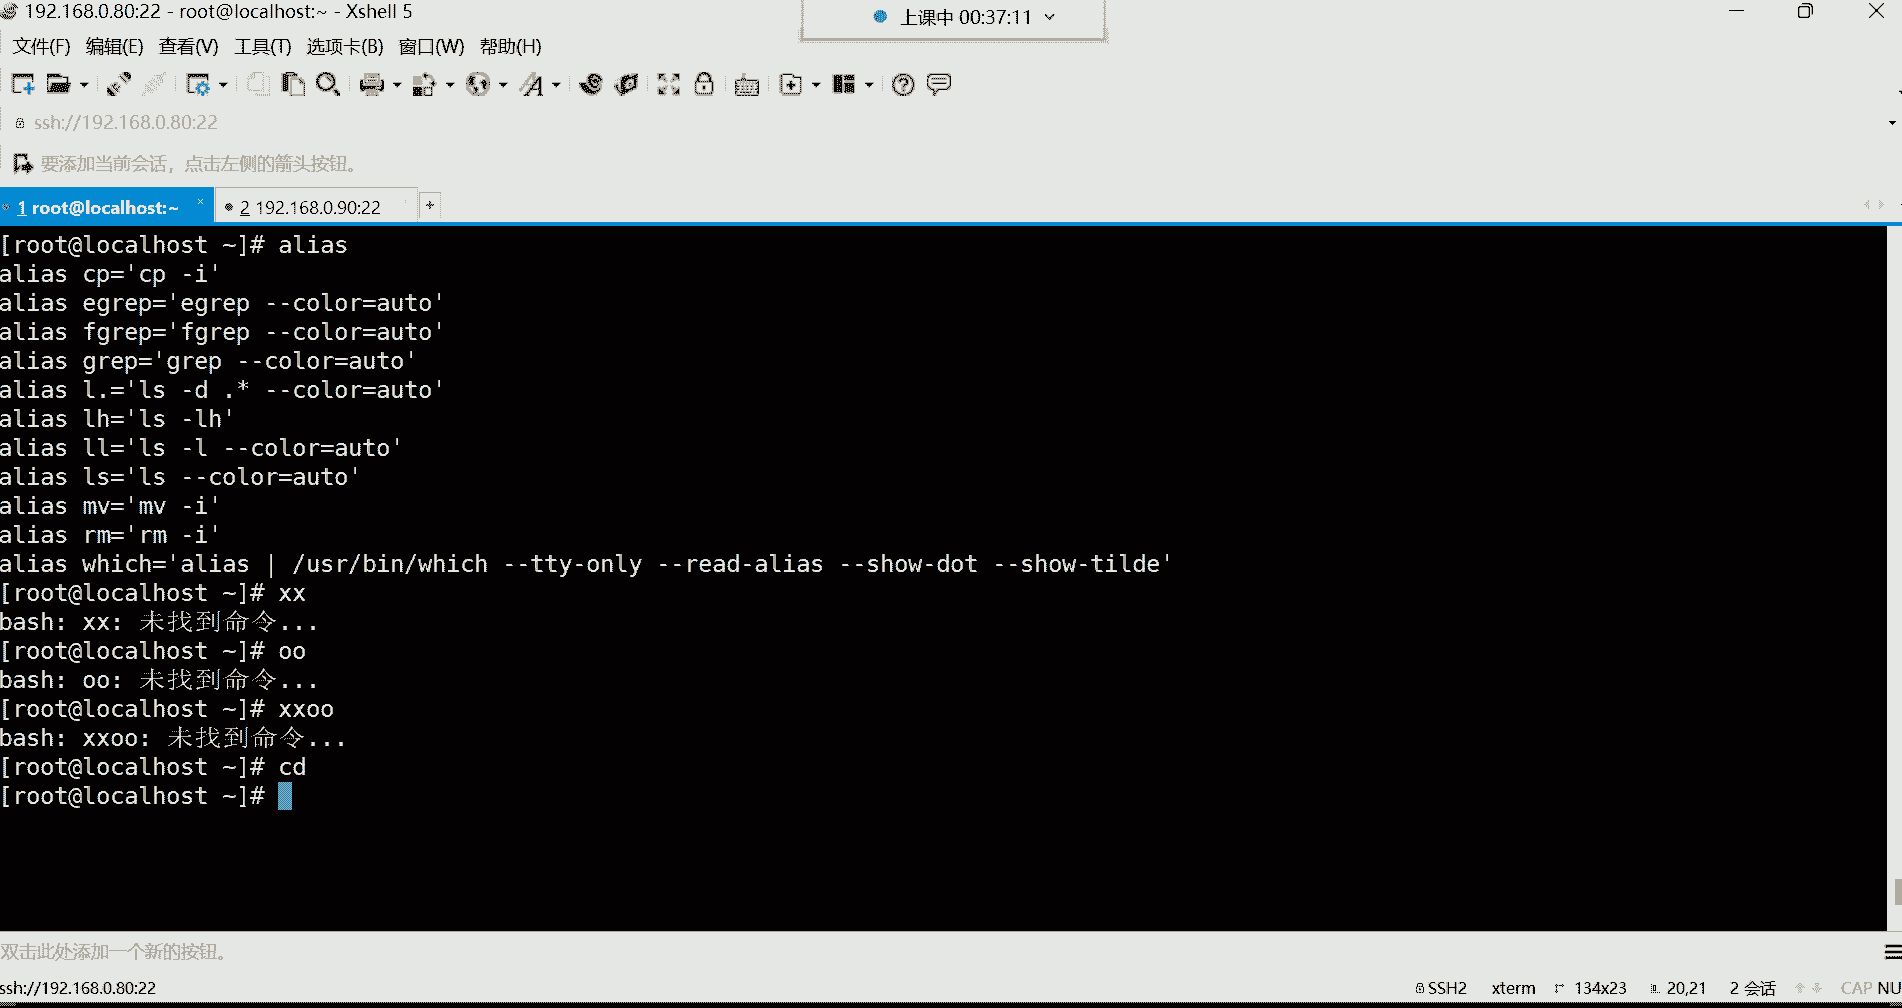 192.168.0.80:22 - root@localhost:~ - Xshell 5
上课中 00:37:11
文件(F) 编辑(E) 查看(V) 工具(T) 选项卡(B) 窗口(W) 帮助(H)
ssh://192.168.0.80:22
要添加当前会话，点击左侧的箭头按钮。
1 root@localhost:~ × 2 192.168.0.90:22 +
[root@localhost ~]# alias
alias cp='cp -i'
alias egrep='egrep --color=auto'
alias fgrep='fgrep --color=auto'
alias grep='grep --color=auto'
alias l.='ls -d .* --color=auto'
alias lh='ls -lh'
alias ll='ls -l --color=auto'
alias ls='ls --color=auto'
alias mv='mv -i'
alias rm='rm -i'
alias which='alias | /usr/bin/which --tty-only --read-alias --show-dot --show-tilde'
[root@localhost ~]# xx
bash: xx: 未找到命令...
[root@localhost ~]# oo
bash: oo: 未找到命令...
[root@localhost ~]# xxoo
bash: xxoo: 未找到命令...
[root@localhost ~]# cd
[root@localhost ~]#
双击此处添加一个新的按钮。
ssh://192.168.0.80:22 SSH2 xterm 134x23 20,21 2 会话 CAP NU